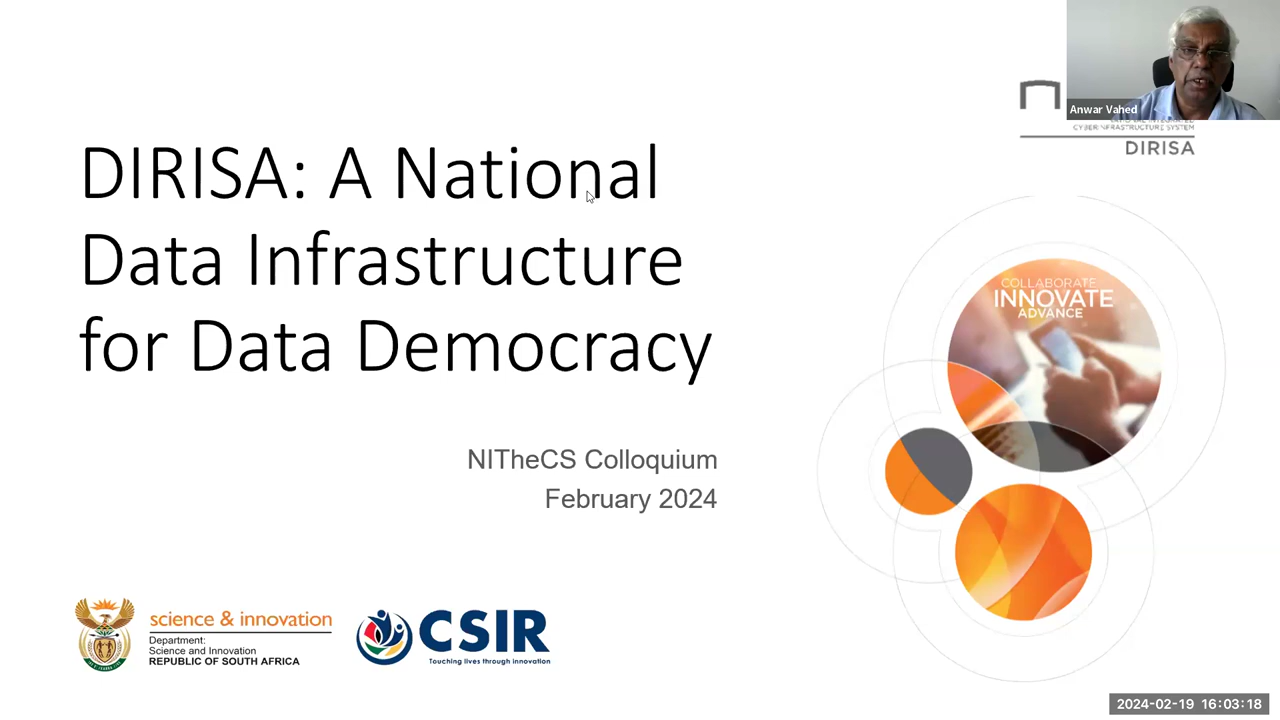 DIRISA: A National
Data Infrastructure
for Data Democracy
NITheCS Colloquium
February 2024
Anwar Vahed
CYBERINFRASTRUCTURE SYSTEM
DIRISA
COLLABORATE
INNOVATE
ADVANCE
science & innovation
Department:
Science and Innovation
REPUBLIC OF SOUTH AFRICA
CSIR
Touching lives through innovation
2024-02-19 16:03:18